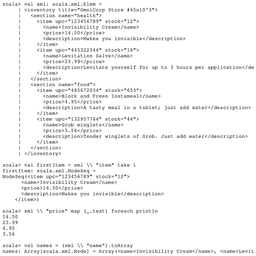 scala> val xml: scala.xml.Elem =
| <inventory title="OmniCorp Store #45x10^3">
| <section name="health">
| <item upc="123456789" stock="12">
| <name>Invisibility Cream</name>
| <price>14.50</price>
| <description>Makes you invisible</description>
| </item>
| <item upc="445322344" stock="18">
| <name>Levitation Salve</name>
| <price>23.99</price>
| <description>Levitate yourself for up to 3 hours per application</de
| </item>
| </section>
| <section name="food">
| <item upc="485672034" stock="653">
| <name>Blork and Freen Instameal</name>
| <price>4.95</price>
| <description>A tasty meal in a tablet; just add water</description>
| </item>
| <item upc="132957764" stock="44">
| <name>Grob winglets</name>
| <price>3.56</price>
| <description>Tender winglets of Grob. Just add water</description>
| </item>
| </section>
| </inventory>
scala> val firstItem = xml \\ "item" take 1
firstItem: scala.xml.NodeSeq =
NodeSeq(<item upc="123456789" stock="12">
<name>Invisibility Cream</name>
<price>14.50</price>
<description>Makes you invisible</description>
</item>)
scala> xml \\ "price" map (_.text) foreach println
14.50
23.99
4.95
3.56
scala> val names = (xml \\ "name").toArray
names: Array[scala.xml.Node] = Array(<name>Invisibility Cream</name>, <name>Levit